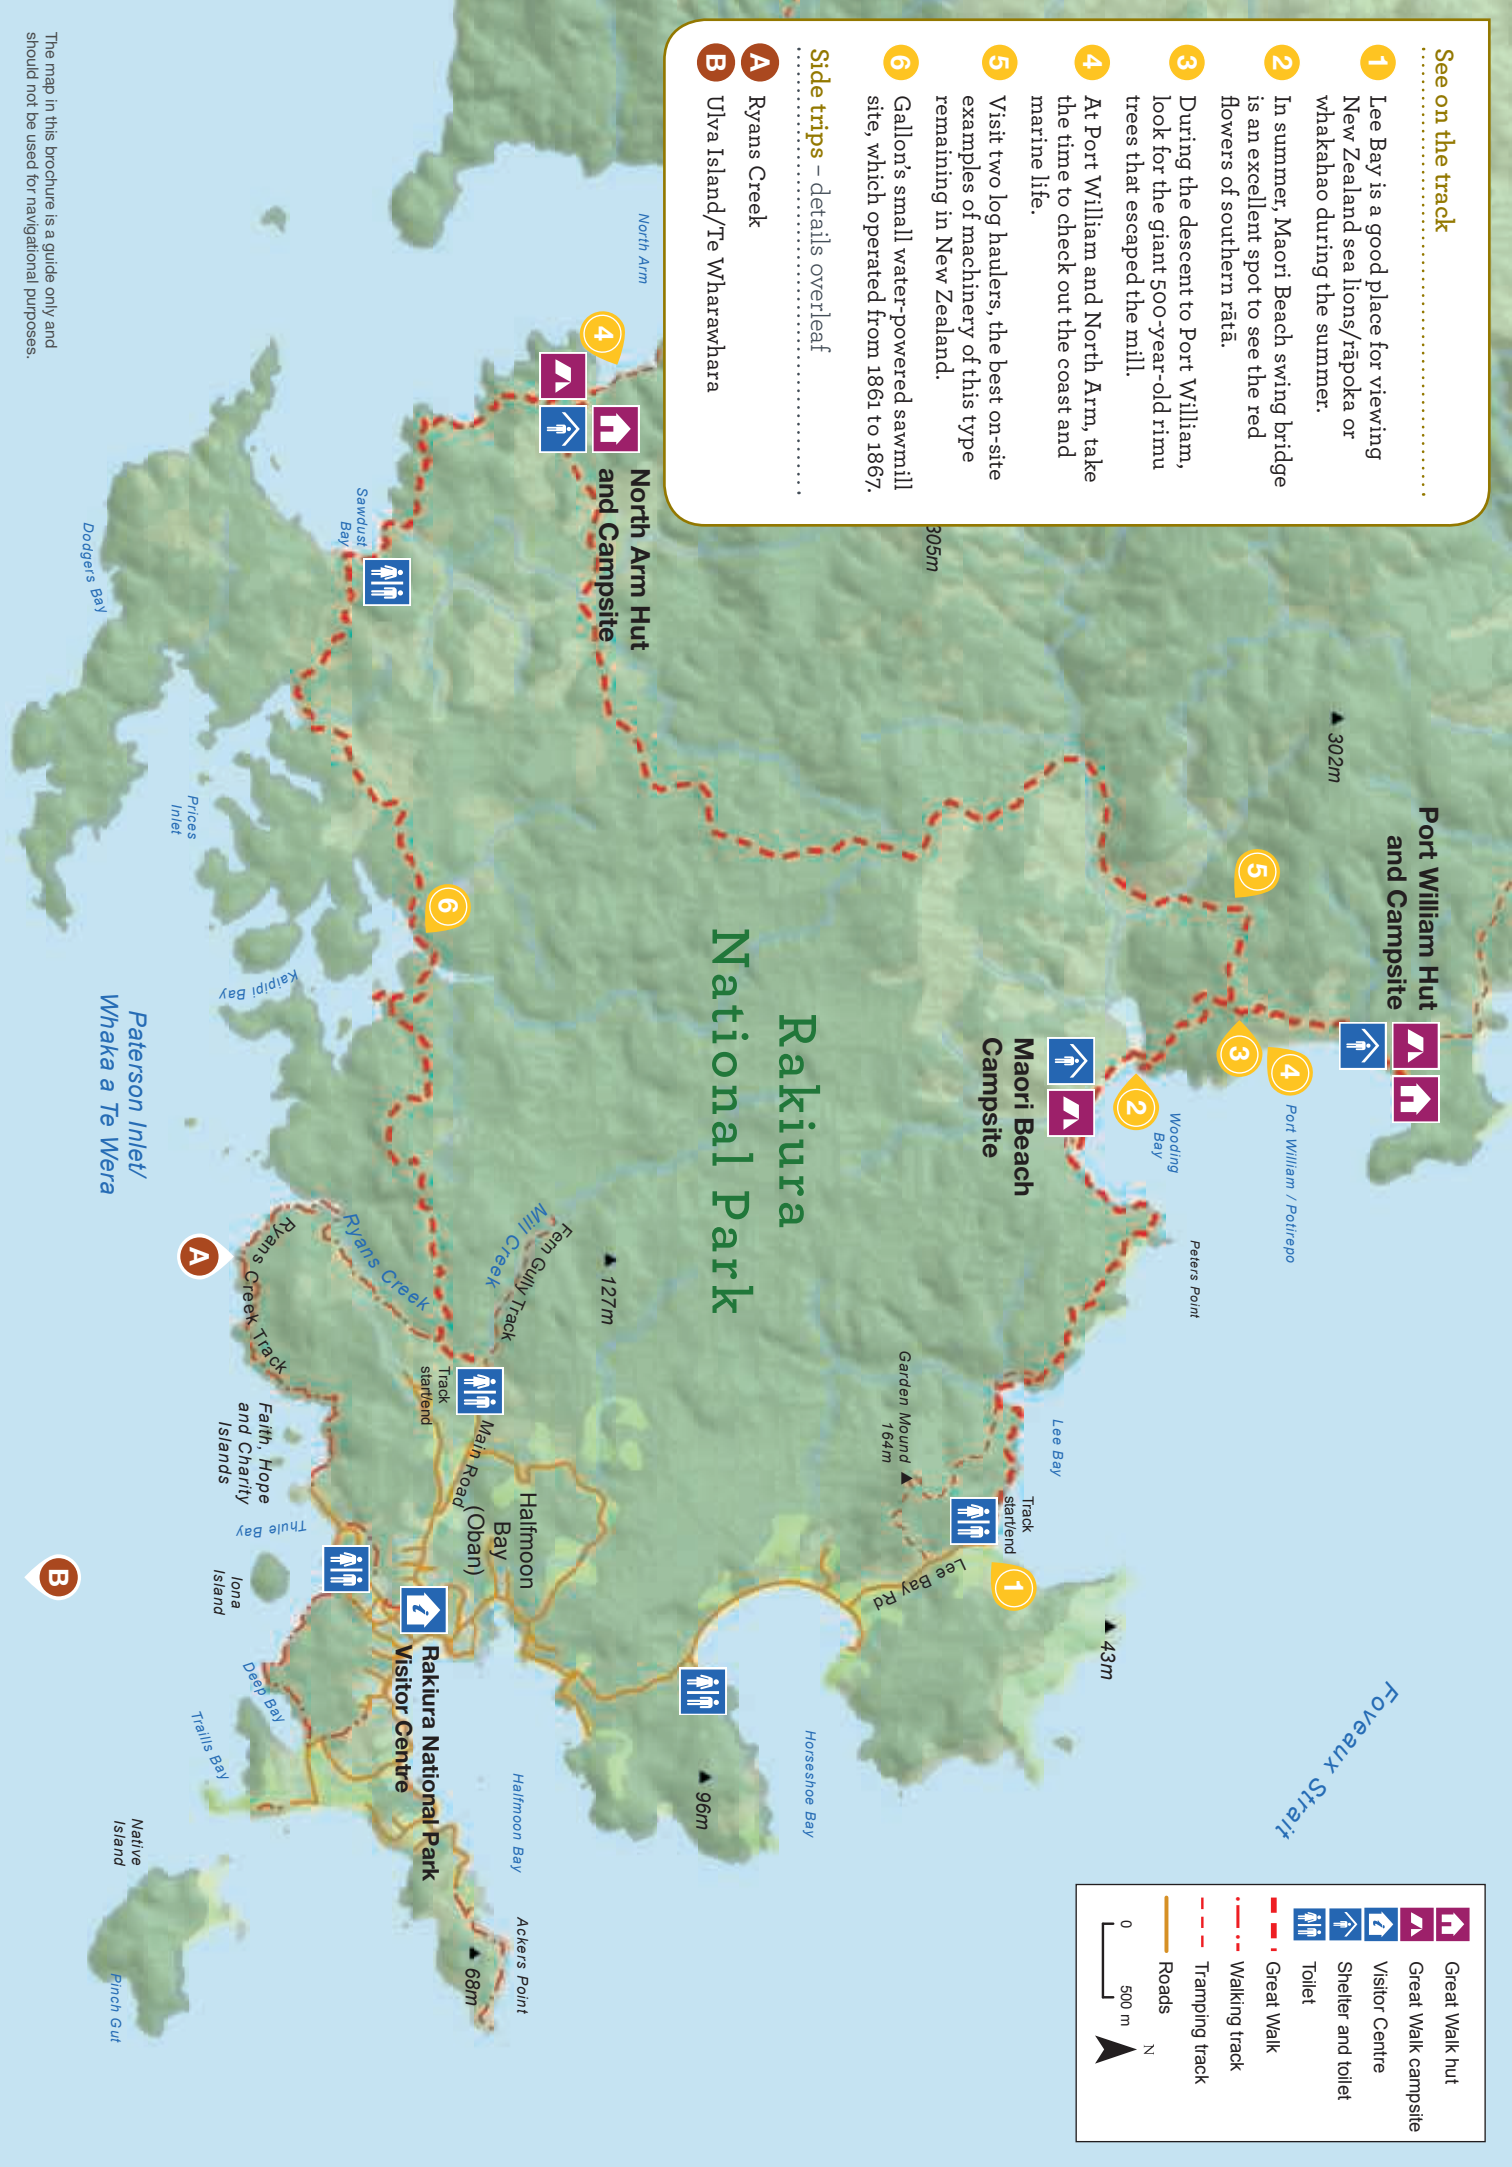 See on the track
1 Lee Bay is a good place for viewing
New Zealand sea lions/rāpoka or
whakahao during the summer.
2 In summer, Maori Beach swing bridge
is an excellent spot to see the red
flowers of southern rātā.
3 During the descent to Port William,
look for the giant 500-year-old rimu
trees that escaped the mill.
4 At Port William and North Arm, take
the time to check out the coast and
marine life.
5 Visit two log haulers, the best on-site
examples of machinery of this type
remaining in New Zealand.
6 Gallon's small water-powered sawmill
site, which operated from 1861 to 1867.
Side trips – details overleaf
A Ryans Creek
B Ulva Island/Te Wharawhara
302m
305m
Port William Hut
and Campsite
5
3
4
Port William / Potirepo
2
Wooding
Bay
Maori Beach
Campsite
Peters Point
Rakiura
National Park
Garden Mound
164m
Lee Bay
Track
start/end
1
Lee Bay Rd
43m
Foveaux Strait
Great Walk hut
Great Walk campsite
Visitor Centre
Shelter and toilet
Toilet
Great Walk
Walking track
Tramping track
Roads
0 500 m
N
North Arm
4
North Arm Hut
and Campsite
Sawdust
Bay
Dodgers Bay
Prices
Inlet
6
Kaipipi Bay
Paterson Inlet/
Whaka a Te Wera
127m
Mill Creek
Fern Gully Track
Ryans Creek
Ryans Creek Track
A
Track
start/end
Main Road
Halfmoon
Bay
(Oban)
Faith, Hope
and Charity
Islands
Thule Bay
Iona
Island
B
Rakiura National Park
Visitor Centre
Deep Bay
Traills Bay
Horseshoe Bay
96m
Halfmoon Bay
Ackers Point
68m
Native
Island
Pinch Gut
The map in this brochure is a guide only and
should not be used for navigational purposes.